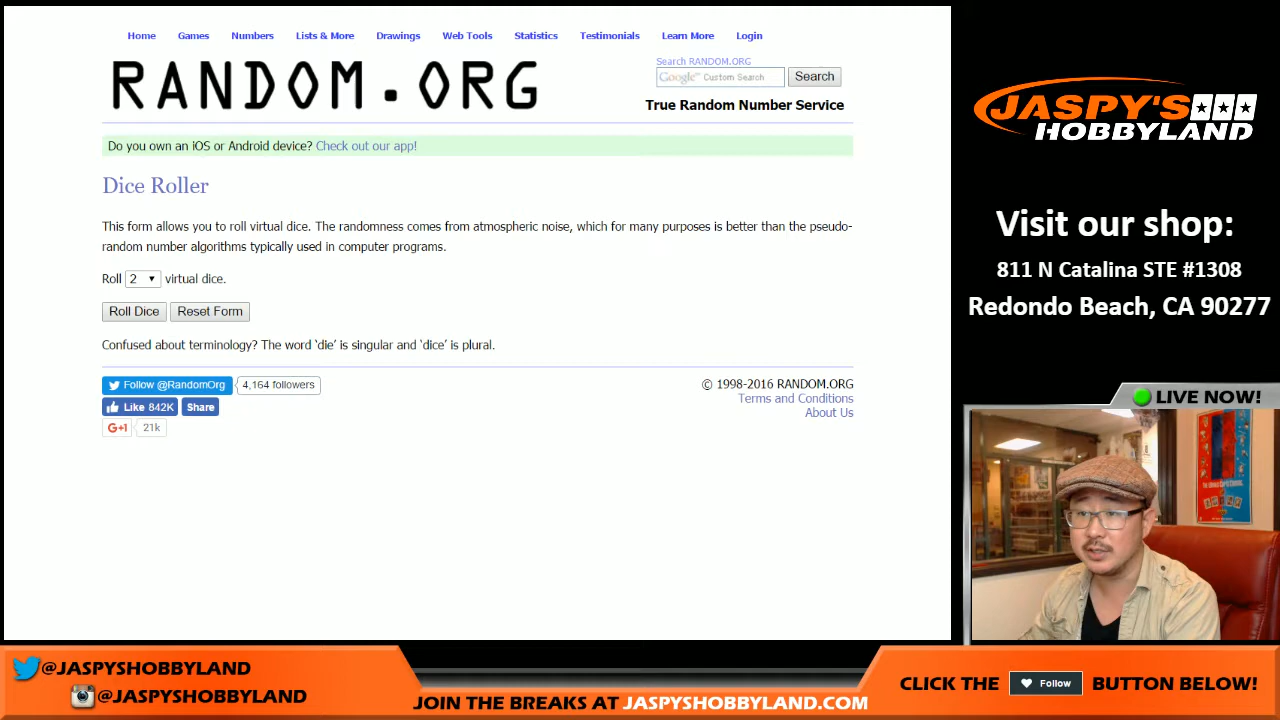 Home Games Numbers Lists & More Drawings Web Tools Statistics Testimonials Learn More Login
RANDOM.ORG
Search RANDOM.ORG
Google™ Custom Search Search
True Random Number Service
Do you own an iOS or Android device? Check out our app!
Dice Roller
This form allows you to roll virtual dice. The randomness comes from atmospheric noise, which for many purposes is better than the pseudo-
random number algorithms typically used in computer programs.
Roll 2 virtual dice.
Roll Dice Reset Form
Confused about terminology? The word ‘die’ is singular and ‘dice’ is plural.
Follow @RandomOrg 4,164 followers
Like 842K Share
G+1 21k
© 1998-2016 RANDOM.ORG
Terms and Conditions
About Us
JASPY'S
HOBBYLAND
Visit our shop:
811 N Catalina STE #1308
Redondo Beach, CA 90277
LIVE NOW!
@JASPYSHOBBYLAND
@JASPYSHOBBYLAND
JOIN THE BREAKS AT JASPYSHOBBYLAND.COM
CLICK THE Follow BUTTON BELOW!